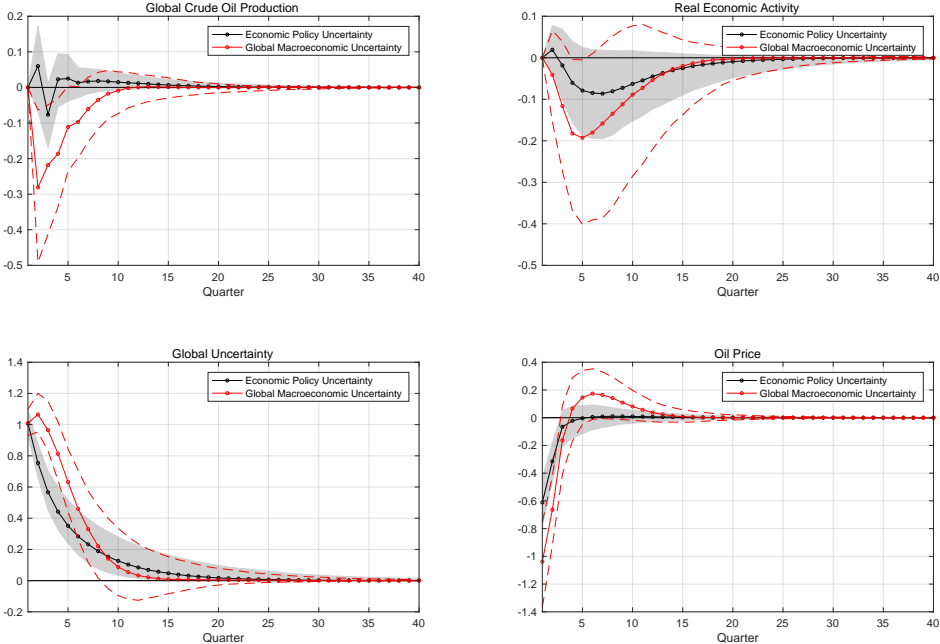 Global Crude Oil Production
0.2
0.1
0
-0.1
-0.2
-0.3
-0.4
-0.5
5 10 15 20 25 30 35 40
Quarter
Economic Policy Uncertainty
Global Macroeconomic Uncertainty
Real Economic Activity
0.1
0
-0.1
-0.2
-0.3
-0.4
-0.5
5 10 15 20 25 30 35 40
Quarter
Economic Policy Uncertainty
Global Macroeconomic Uncertainty
Global Uncertainty
1.4
1.2
1
0.8
0.6
0.4
0.2
0
-0.2
5 10 15 20 25 30 35 40
Quarter
Economic Policy Uncertainty
Global Macroeconomic Uncertainty
Oil Price
0.4
0.2
0
-0.2
-0.4
-0.6
-0.8
-1
-1.2
-1.4
5 10 15 20 25 30 35 40
Quarter
Economic Policy Uncertainty
Global Macroeconomic Uncertainty